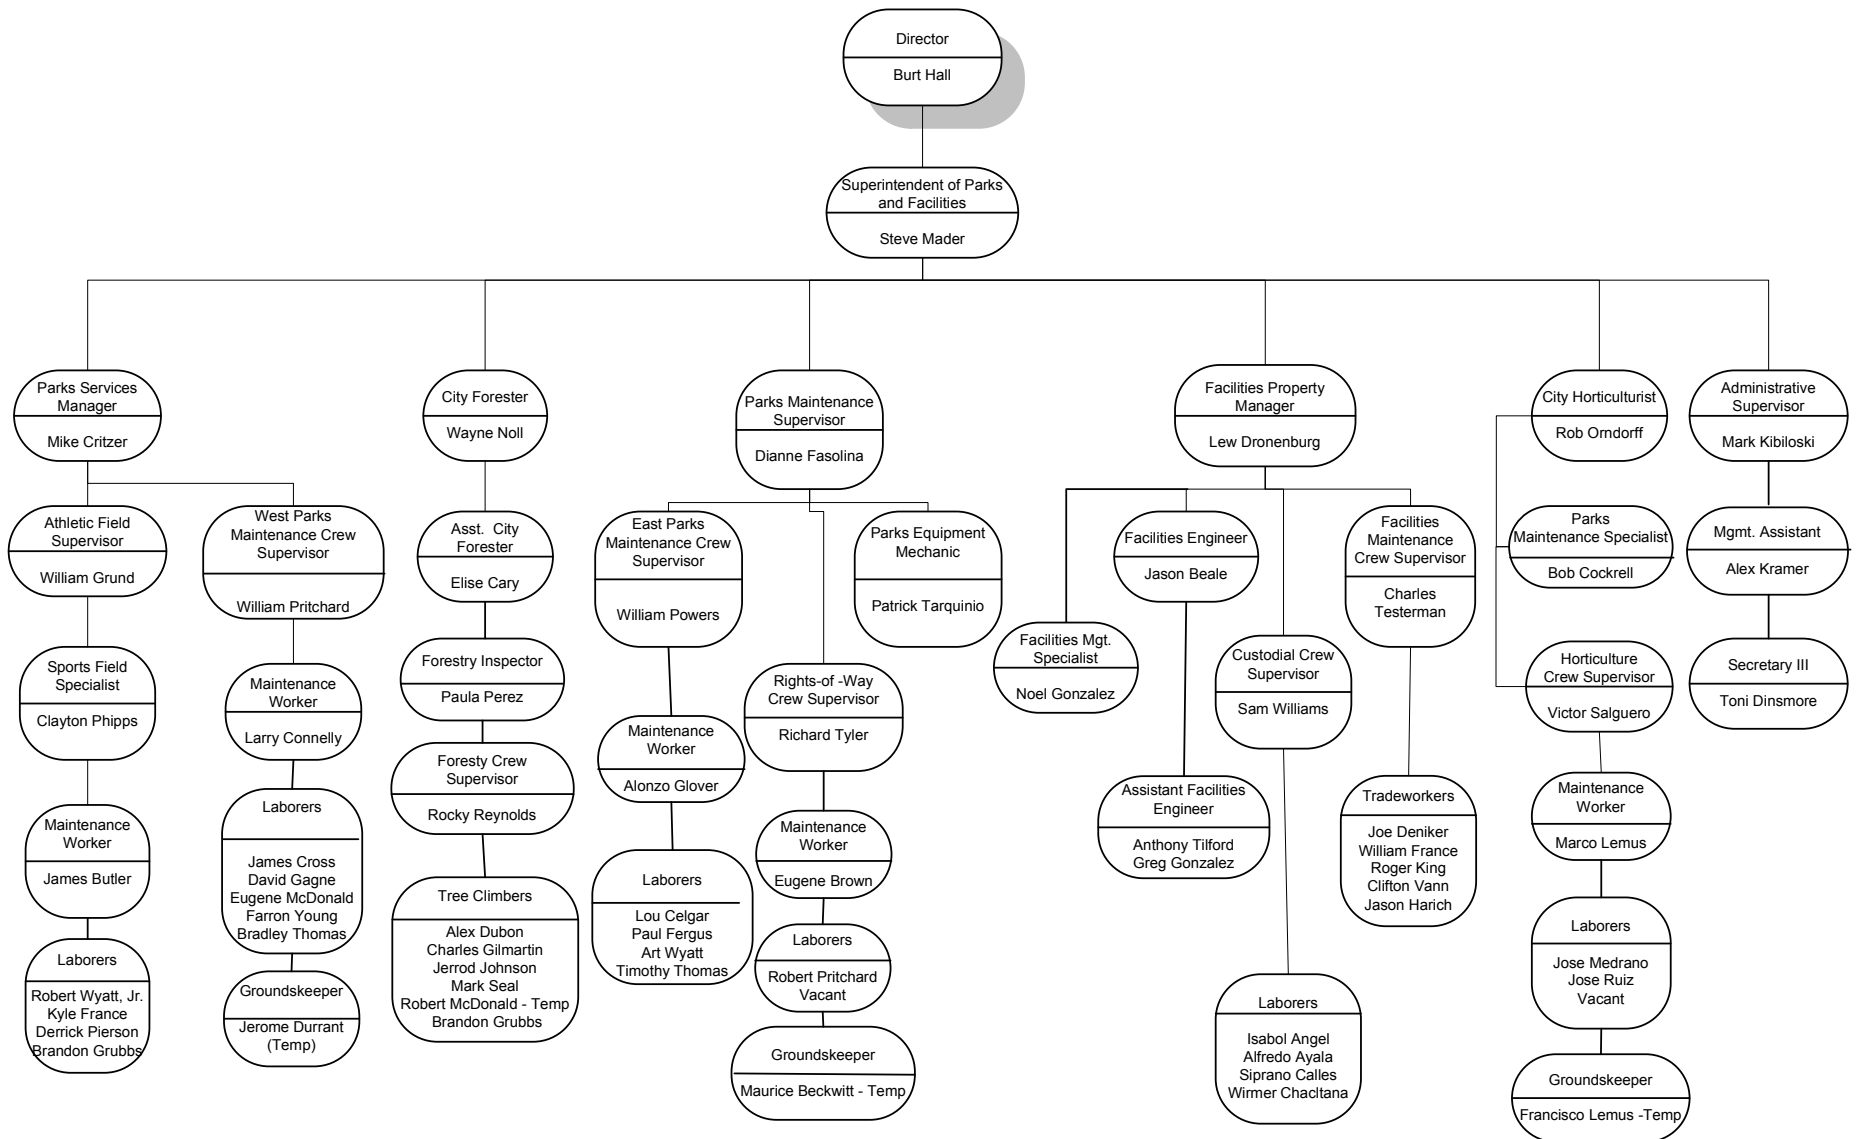 Director
Burt Hall
Superintendent of Parks
and Facilities
Steve Mader
Parks Services
Manager
Mike Critzer
City Forester
Wayne Noll
Parks Maintenance
Supervisor
Dianne Fasolina
Facilities Property
Manager
Lew Dronenburg
City Horticulturist
Rob Orndorff
Administrative
Supervisor
Mark Kibiloski
Athletic Field
Supervisor
William Grund
West Parks
Maintenance Crew
Supervisor
William Pritchard
Asst. City
Forester
Elise Cary
East Parks
Maintenance Crew
Supervisor
William Powers
Parks Equipment
Mechanic
Patrick Tarquinio
Facilities Engineer
Jason Beale
Facilities
Maintenance
Crew Supervisor
Charles
Testerman
Parks
Maintenance Specialist
Bob Cockrell
Mgmt. Assistant
Alex Kramer
Sports Field
Specialist
Clayton Phipps
Maintenance
Worker
Larry Connelly
Forestry Inspector
Paula Perez
Rights-of -Way
Crew Supervisor
Richard Tyler
Facilities Mgt.
Specialist
Noel Gonzalez
Custodial Crew
Supervisor
Sam Williams
Horticulture
Crew Supervisor
Victor Salguero
Secretary III
Toni Dinsmore
Maintenance
Worker
James Butler
Laborers
James Cross
David Gagne
Eugene McDonald
Farron Young
Bradley Thomas
Foresty Crew
Supervisor
Rocky Reynolds
Maintenance
Worker
Alonzo Glover
Maintenance
Worker
Eugene Brown
Assistant Facilities
Engineer
Anthony Tilford
Greg Gonzalez
Tradeworkers
Joe Deniker
William France
Roger King
Clifton Vann
Jason Harich
Maintenance
Worker
Marco Lemus
Laborers
Robert Wyatt, Jr.
Kyle France
Derrick Pierson
Brandon Grubbs
Groundskeeper
Jerome Durrant
(Temp)
Tree Climbers
Alex Dubon
Charles Gilmartin
Jerrod Johnson
Mark Seal
Robert McDonald - Temp
Brandon Grubbs
Laborers
Lou Celgar
Paul Fergus
Art Wyatt
Timothy Thomas
Laborers
Robert Pritchard
Vacant
Groundskeeper
Maurice Beckwitt - Temp
Laborers
Isabol Angel
Alfredo Ayala
Siprano Calles
Wirmer Chacltana
Laborers
Jose Medrano
Jose Ruiz
Vacant
Groundskeeper
Francisco Lemus -Temp